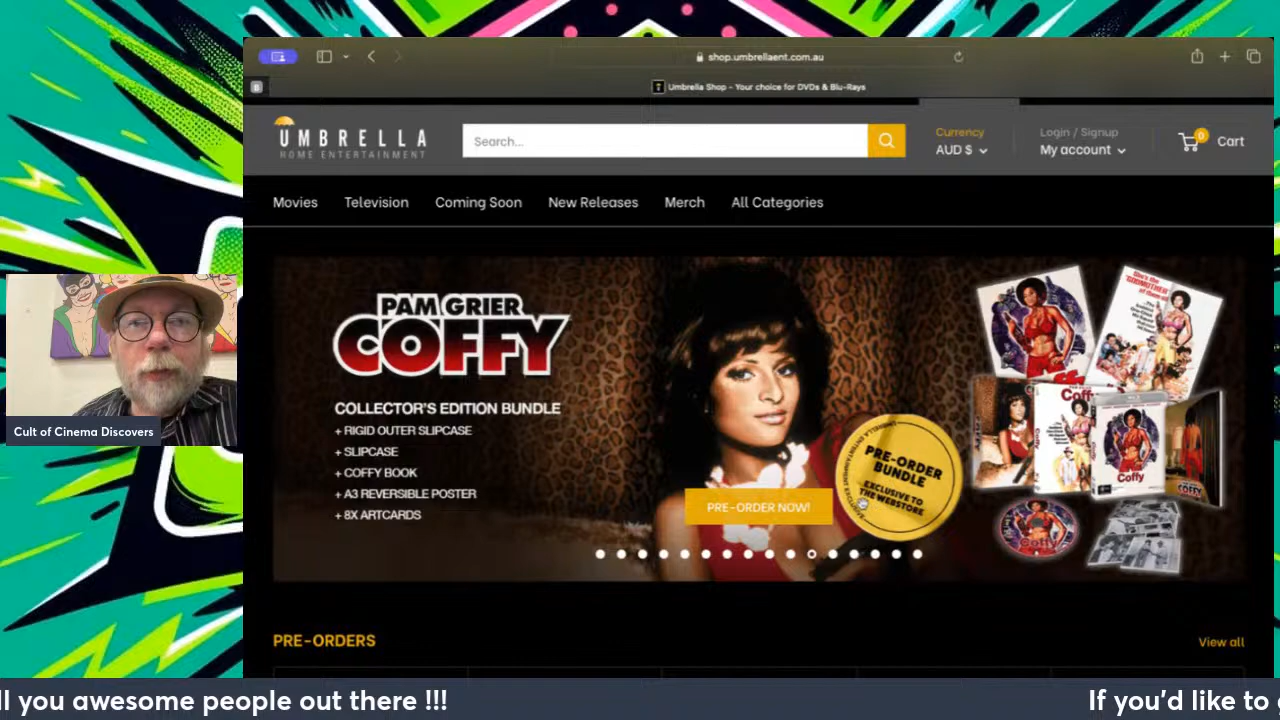 shop.umbrellaent.com.au
Umbrella Shop - Your choice for DVDs & Blu-Rays
UMBRELLA
HOME ENTERTAINMENT
Search...
Currency
AUD $
Login / Signup
My account
0
Cart
Movies
Television
Coming Soon
New Releases
Merch
All Categories
PAM GRIER
COFFY
COLLECTOR'S EDITION BUNDLE
+ RIGID OUTER SLIPCASE
+ SLIPCASE
+ COFFY BOOK
+ A3 REVERSIBLE POSTER
+ 8X ARTCARDS
PRE-ORDER NOW!
PRE-ORDER
BUNDLE
EXCLUSIVE TO
THE WEBSTORE
Coffy
Coffy
COFFY
Coffy
Cult of Cinema Discovers
PRE-ORDERS
View all
ll you awesome people out there !!!
If you'd like to